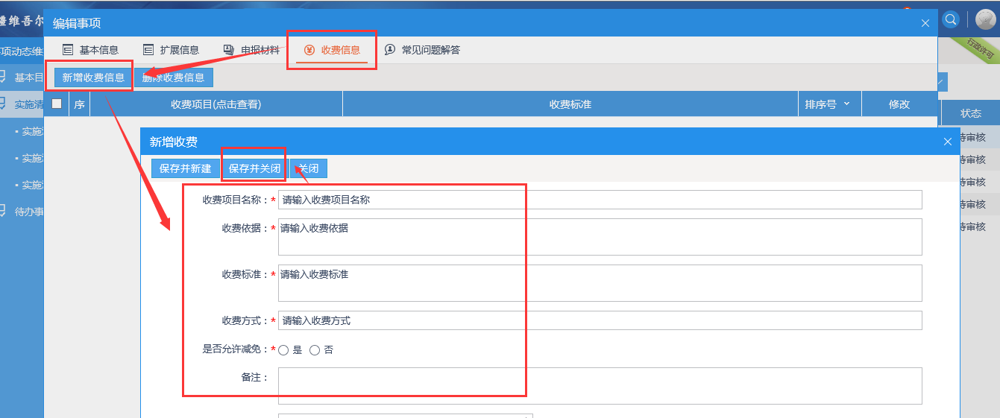 疆维吾尔
编辑事项
行政许可
项动态维
基本信息 扩展信息 申报材料 收费信息 常见问题解答
基本目
新增收费信息 删除收费信息
实施清
序 收费项目(点击查看) 收费标准 排序号 修改 状态
实施清
待审核
新增收费
实施清
待审核
保存并新建 保存并关闭 关闭
实施清
待审核
收费项目名称：* 请输入收费项目名称
待审核
待办事
收费依据：* 请输入收费依据
待审核
收费标准：* 请输入收费标准
收费方式：* 请输入收费方式
是否允许减免：* 是 否
备注：